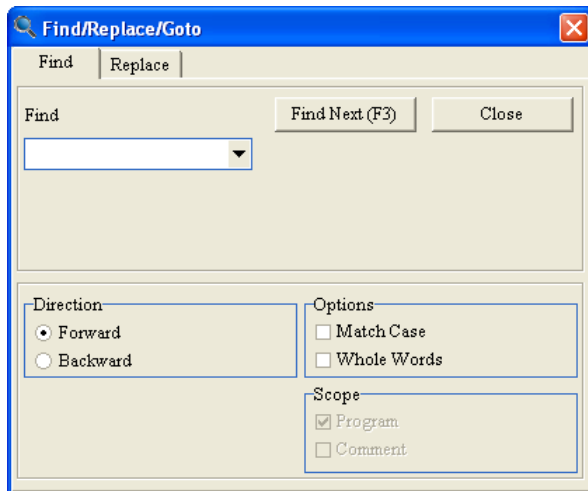 Find/Replace/Goto
Find Replace
Find Find Next (F3) Close
Direction Options
Forward Match Case
Backward Whole Words
Scope
Program
Comment